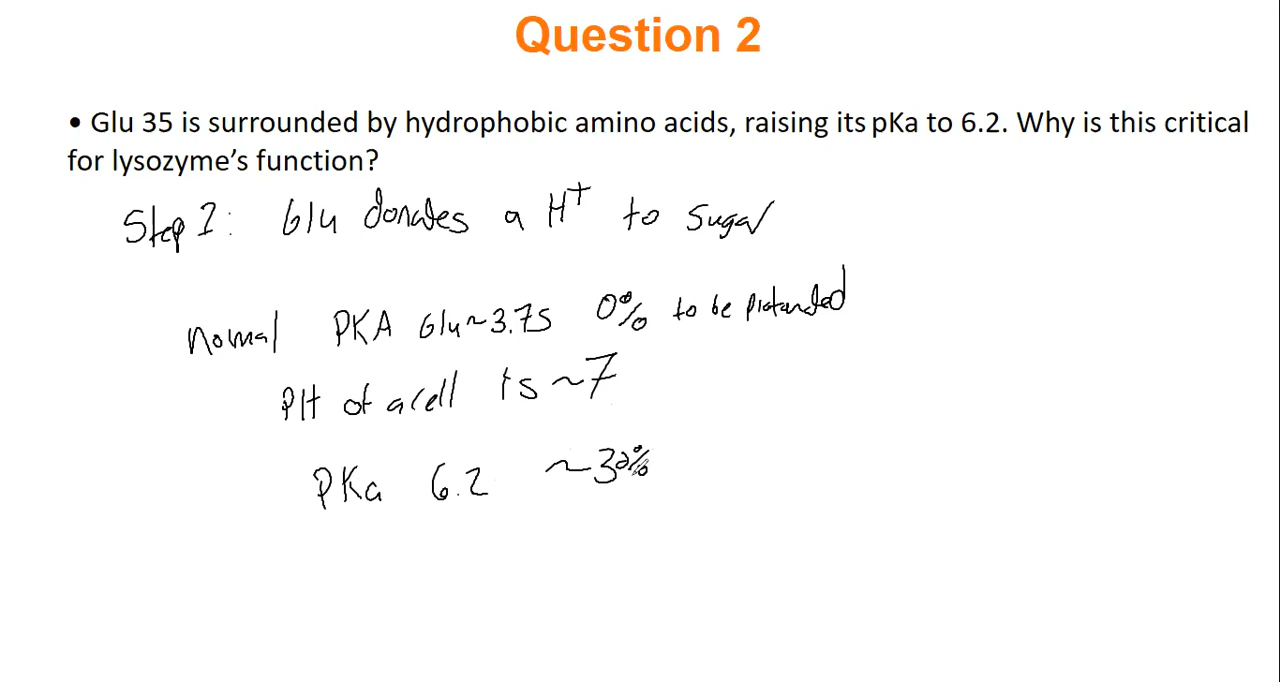 Question 2
• Glu 35 is surrounded by hydrophobic amino acids, raising its pKa to 6.2. Why is this critical
for lysozyme's function?
Step 1: Glu donates a H+ to sugar
normal PKA Glu ~ 3.75 0% to be protanded
PH of a cell is ~7
PKa 6.2 ~30%